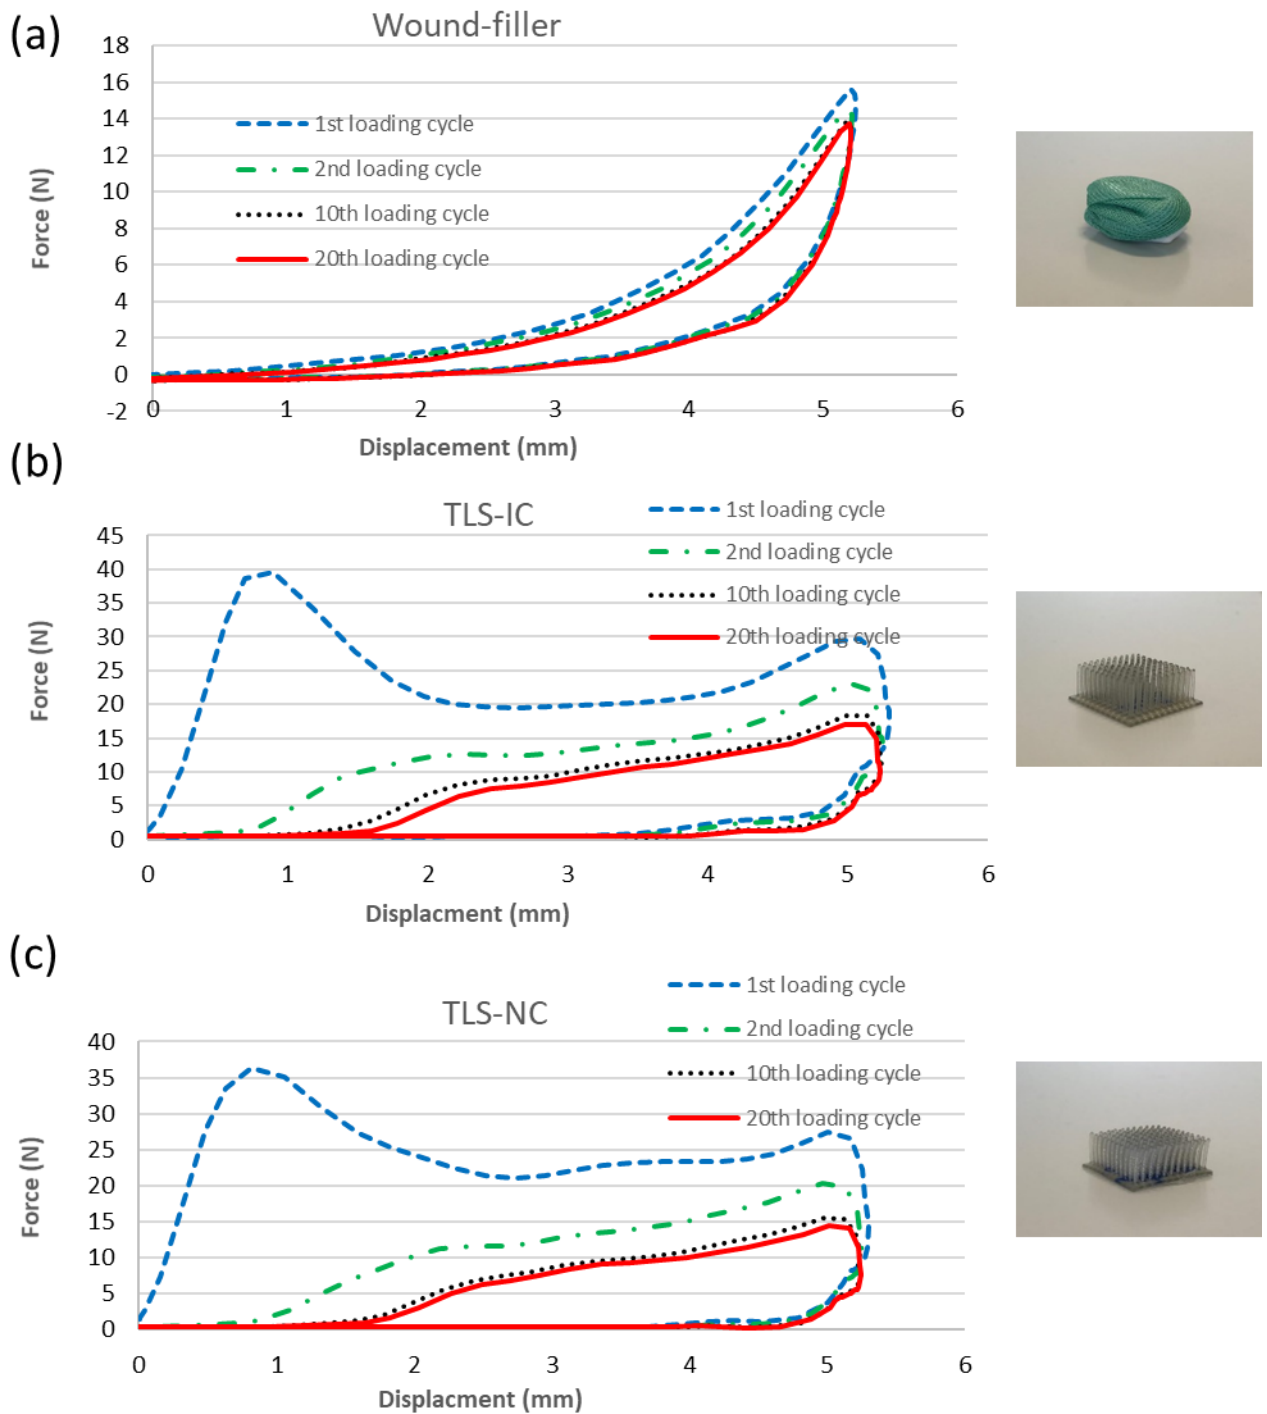 (a)
Wound-filler
18
16
14
12
10
8
6
4
2
0
-2
Force (N)
1st loading cycle
2nd loading cycle
10th loading cycle
20th loading cycle
0 1 2 3 4 5 6
Displacement (mm)
(b)
TLS-IC
45
40
35
30
25
20
15
10
5
0
Force (N)
1st loading cycle
2nd loading cycle
10th loading cycle
20th loading cycle
0 1 2 3 4 5 6
Displacment (mm)
(c)
TLS-NC
40
35
30
25
20
15
10
5
0
Force (N)
1st loading cycle
2nd loading cycle
10th loading cycle
20th loading cycle
0 1 2 3 4 5 6
Displacment (mm)